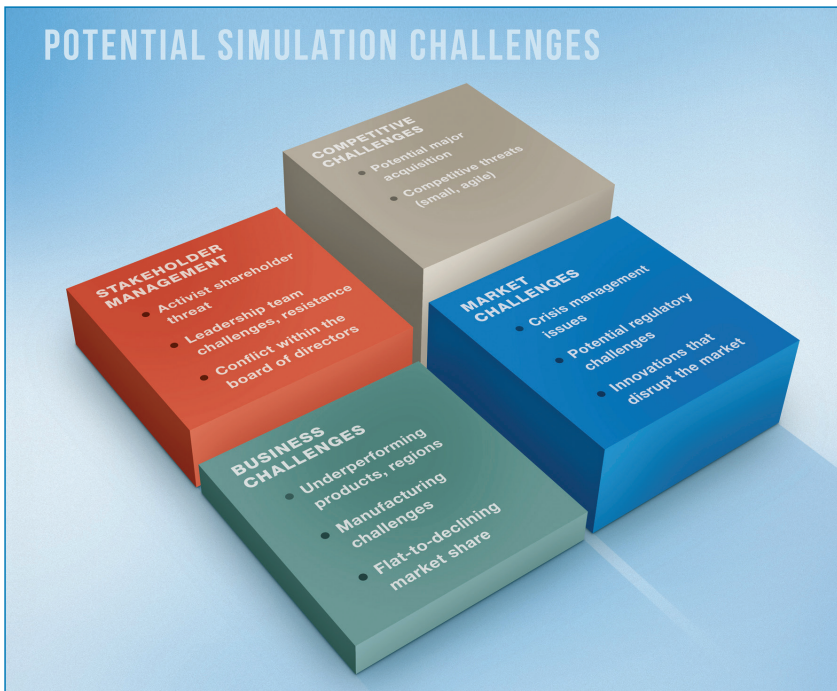 POTENTIAL SIMULATION CHALLENGES
COMPETITIVE
CHALLENGES
• Potential major
acquisition
• Competitive threats
(small, agile)
STAKEHOLDER
MANAGEMENT
• Activist shareholder
threat
• Leadership team
challenges, resistance
• Conflict within the
board of directors
MARKET
CHALLENGES
• Crisis management
issues
• Potential regulatory
challenges
• Innovations that
disrupt the market
BUSINESS
CHALLENGES
• Underperforming
products, regions
• Manufacturing
challenges
• Flat-to-declining
market share